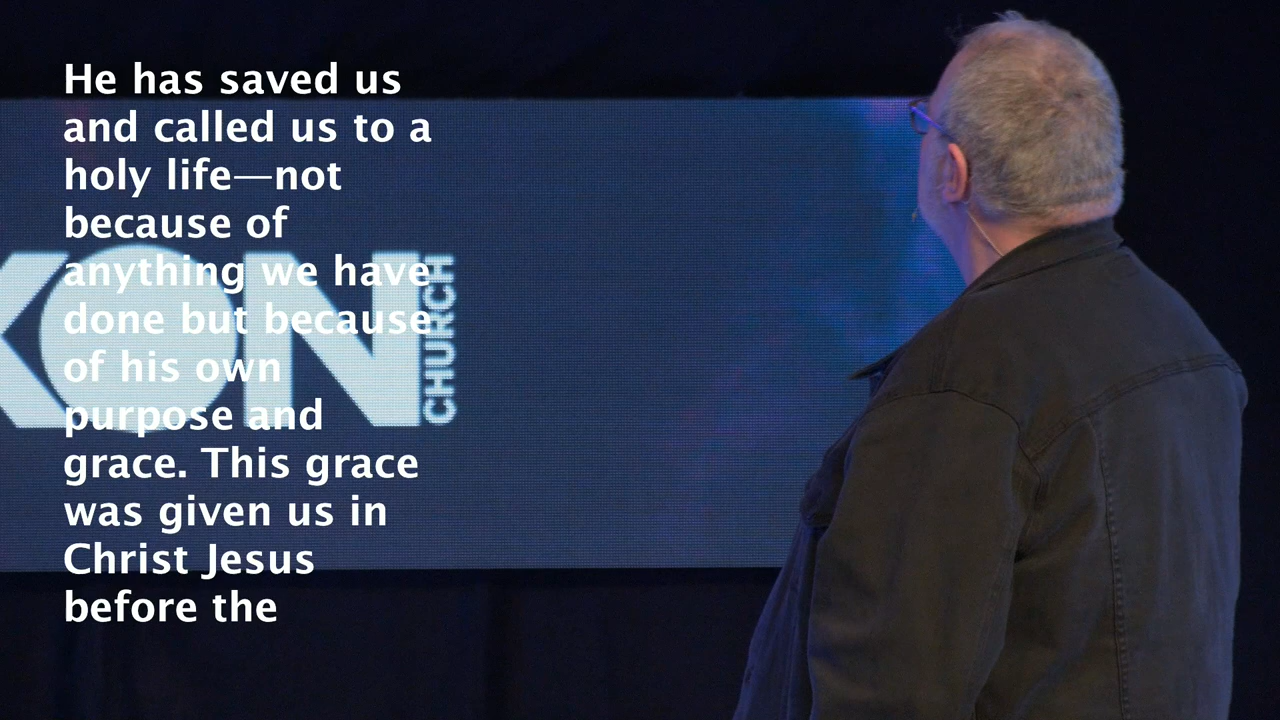 He has saved us
and called us to a
holy life—not
because of
anything we have
done but because
of his own
purpose and
grace. This grace
was given us in
Christ Jesus
before the
KON
CHURCH